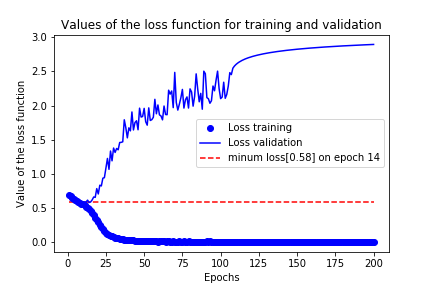 Values of the loss function for training and validation
3.0
2.5
2.0
1.5
1.0
0.5
0.0
Value of the loss function
Loss training
Loss validation
minum loss[0.58] on epoch 14
0 25 50 75 100 125 150 175 200
Epochs